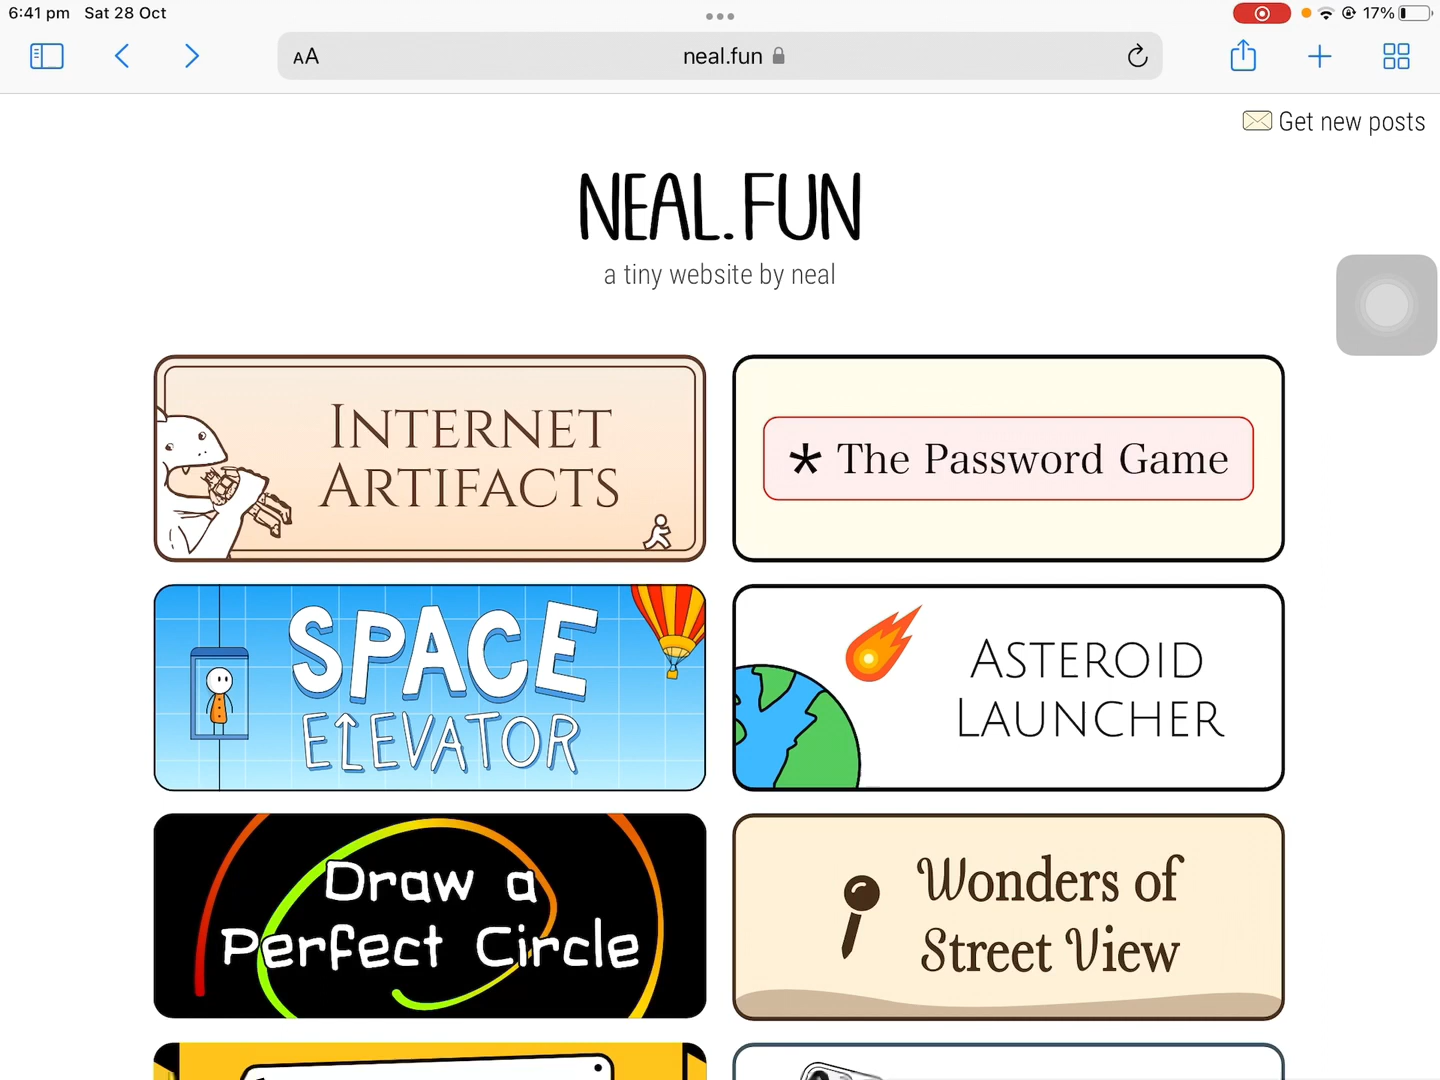 6:41 pm Sat 28 Oct
17%
AA
neal.fun
Get new posts
NEAL.FUN
a tiny website by neal
INTERNET
ARTIFACTS
* The Password Game
SPACE
ELEVATOR
ASTEROID
LAUNCHER
Draw a
Perfect Circle
Wonders of
Street View